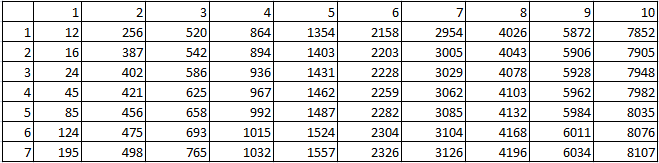 1 2 3 4 5 6 7 8 9 10
1 12 256 520 864 1354 2158 2954 4026 5872 7852
2 16 387 542 894 1403 2203 3005 4043 5906 7905
3 24 402 586 936 1431 2228 3029 4078 5928 7948
4 45 421 625 967 1462 2259 3062 4103 5962 7982
5 85 456 658 992 1487 2282 3085 4132 5984 8035
6 124 475 693 1015 1524 2304 3104 4168 6011 8076
7 195 498 765 1032 1557 2326 3126 4196 6034 8107